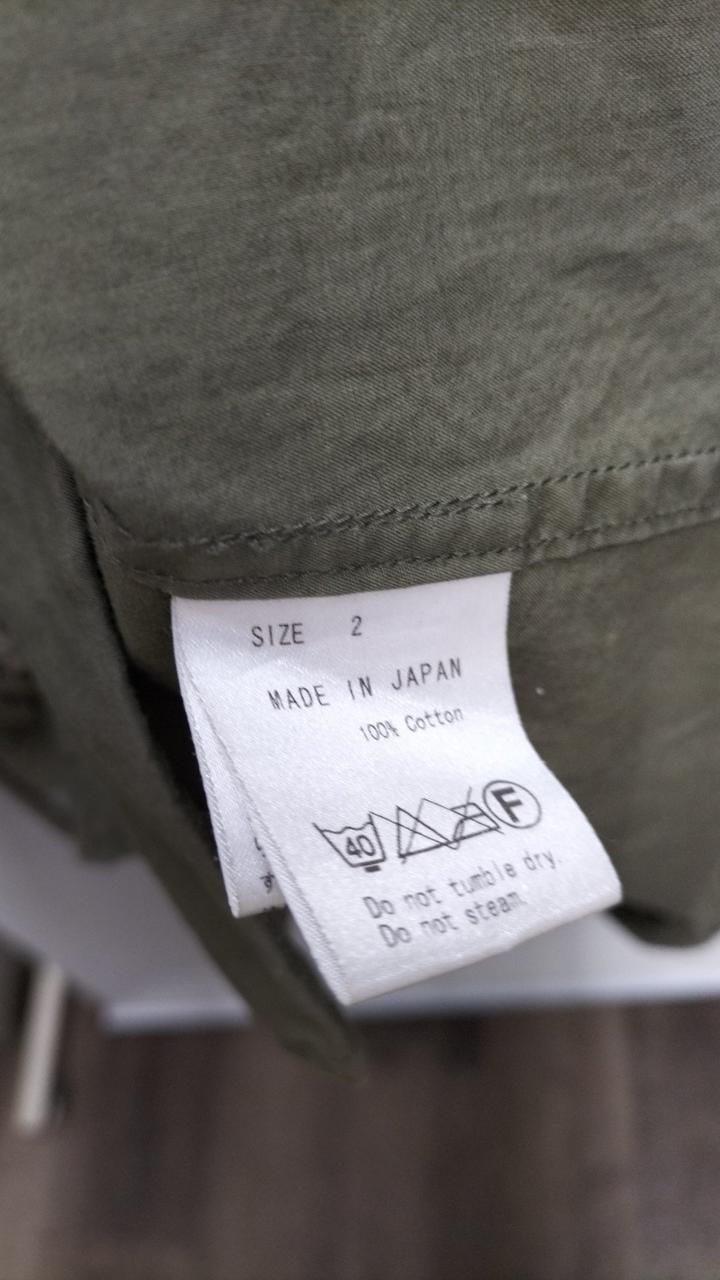 SIZE 2
MADE IN JAPAN
100% Cotton
40 F
Do not tumble dry.
Do not steam